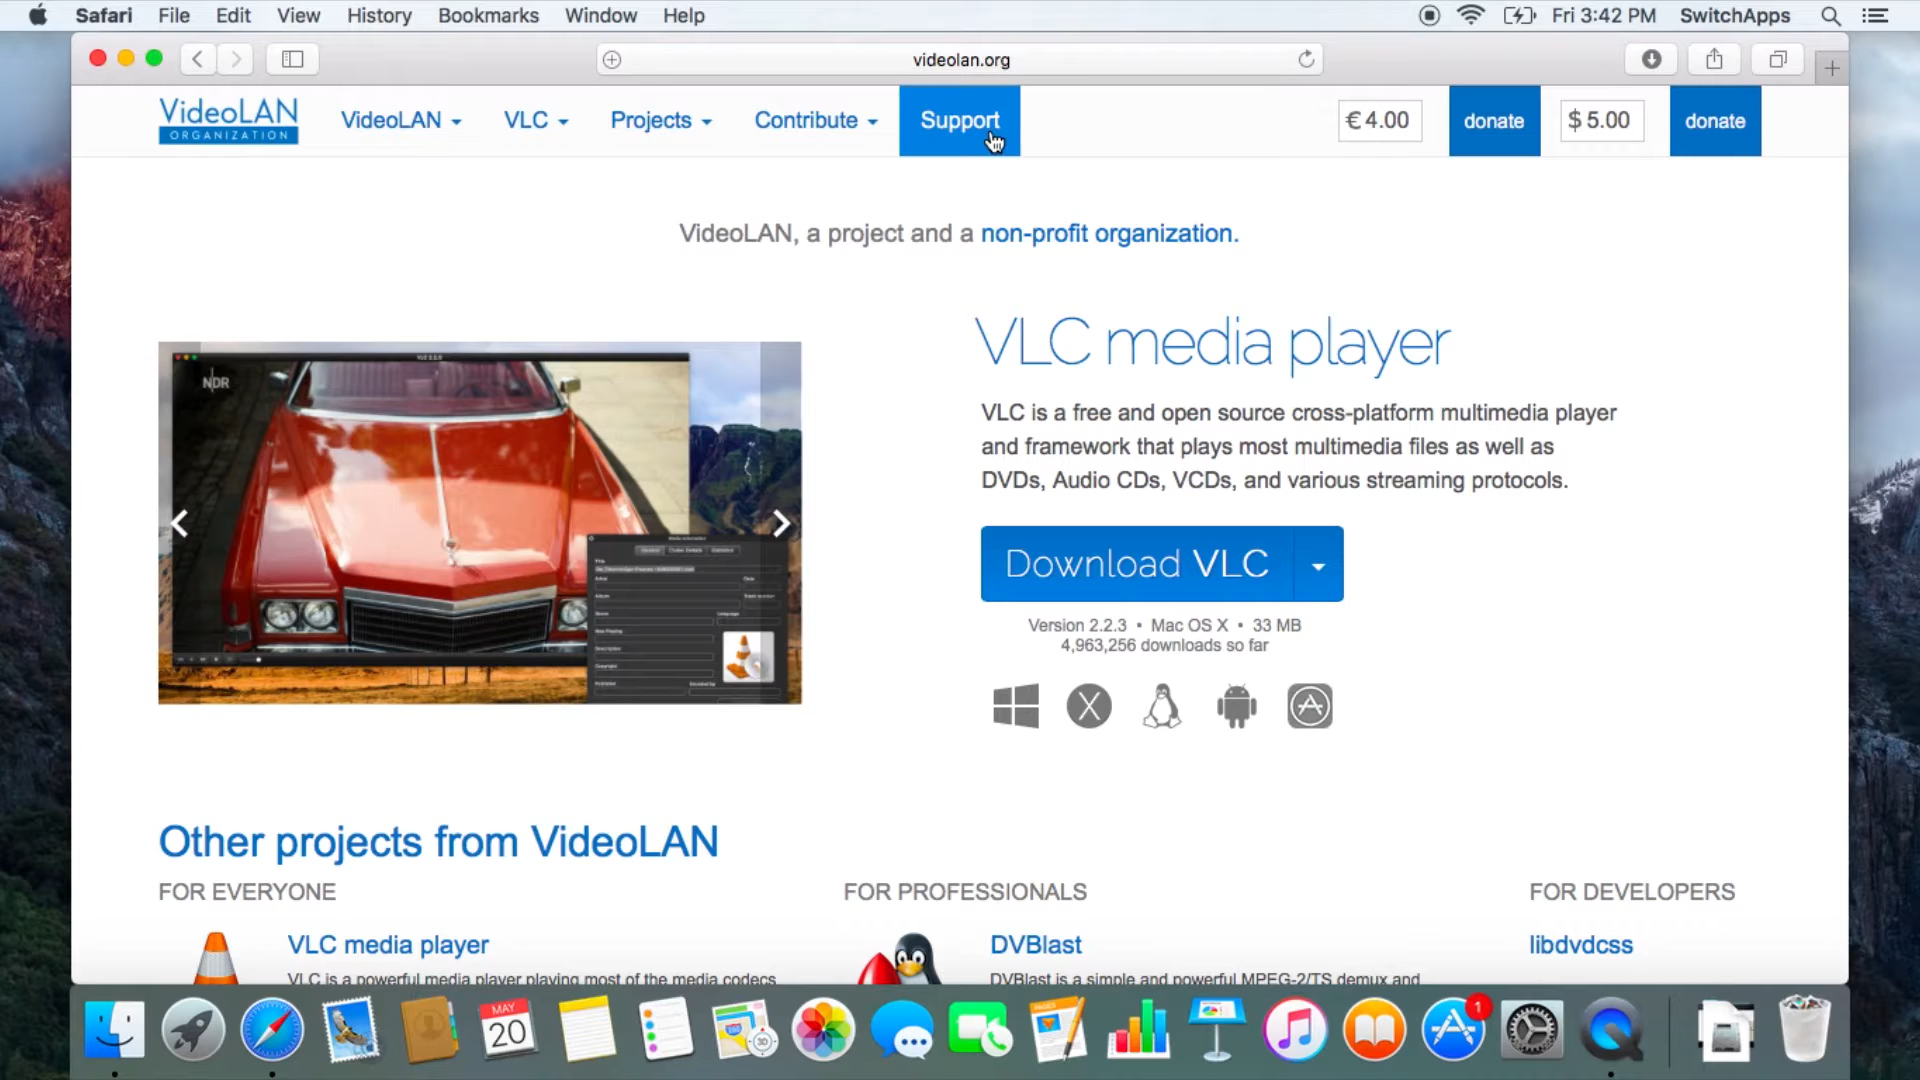 Safari File Edit View History Bookmarks Window Help Fri 3:42 PM SwitchApps
videolan.org
VideoLAN
ORGANIZATION
VideoLAN VLC Projects Contribute Support € 4.00 donate $ 5.00 donate
VideoLAN, a project and a non-profit organization.
NDR
VLC media player
VLC is a free and open source cross-platform multimedia player
and framework that plays most multimedia files as well as
DVDs, Audio CDs, VCDs, and various streaming protocols.
Download VLC
Version 2.2.3 • Mac OS X • 33 MB
4,963,256 downloads so far
Other projects from VideoLAN
FOR EVERYONE
VLC media player
VLC is a powerful media player playing most of the media codecs
FOR PROFESSIONALS
DVBlast
DVBlast is a simple and powerful MPEG-2/TS demux and
FOR DEVELOPERS
libdvdcss
MAY
20
PAGES
3D
1